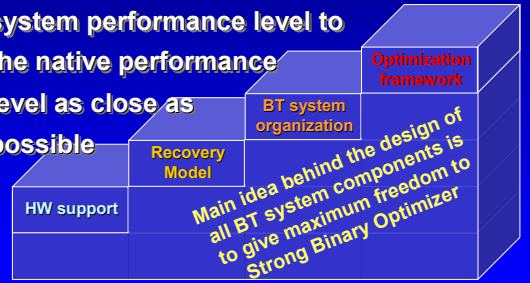 system performance level to
the native performance
level as close as
possible
Optimization
framework
BT system
organization
Recovery
Model
HW support
Main idea behind the design of
all BT system components is
to give maximum freedom to
Strong Binary Optimizer